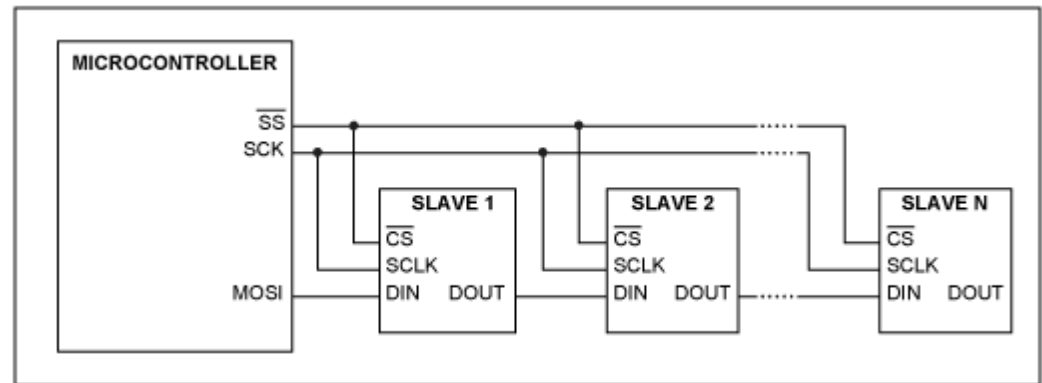 MICROCONTROLLER
SS
SCK
MOSI
SLAVE 1
CS
SCLK
DIN DOUT
SLAVE 2
CS
SCLK
DIN DOUT
SLAVE N
CS
SCLK
DIN DOUT